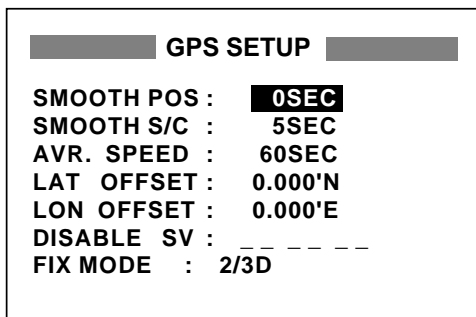 GPS SETUP
SMOOTH POS : 0SEC
SMOOTH S/C : 5SEC
AVR. SPEED : 60SEC
LAT OFFSET : 0.000'N
LON OFFSET : 0.000'E
DISABLE SV : _ _ _ _ _ _
FIX MODE : 2/3D